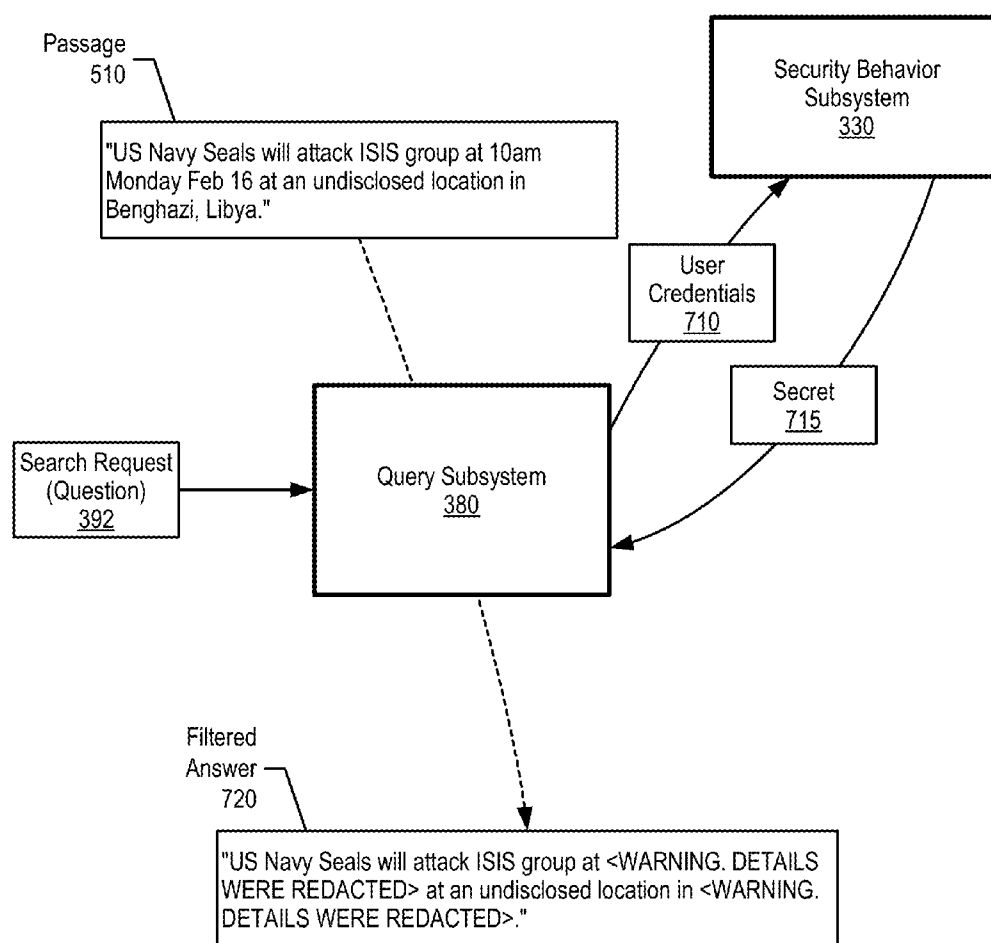 Passage
510
Security Behavior
Subsystem
330
"US Navy Seals will attack ISIS group at 10am
Monday Feb 16 at an undisclosed location in
Benghazi, Libya."
User
Credentials
710
Secret
715
Search Request
(Question)
392
Query Subsystem
380
Filtered
Answer
720
"US Navy Seals will attack ISIS group at <WARNING. DETAILS
WERE REDACTED> at an undisclosed location in <WARNING.
DETAILS WERE REDACTED>."